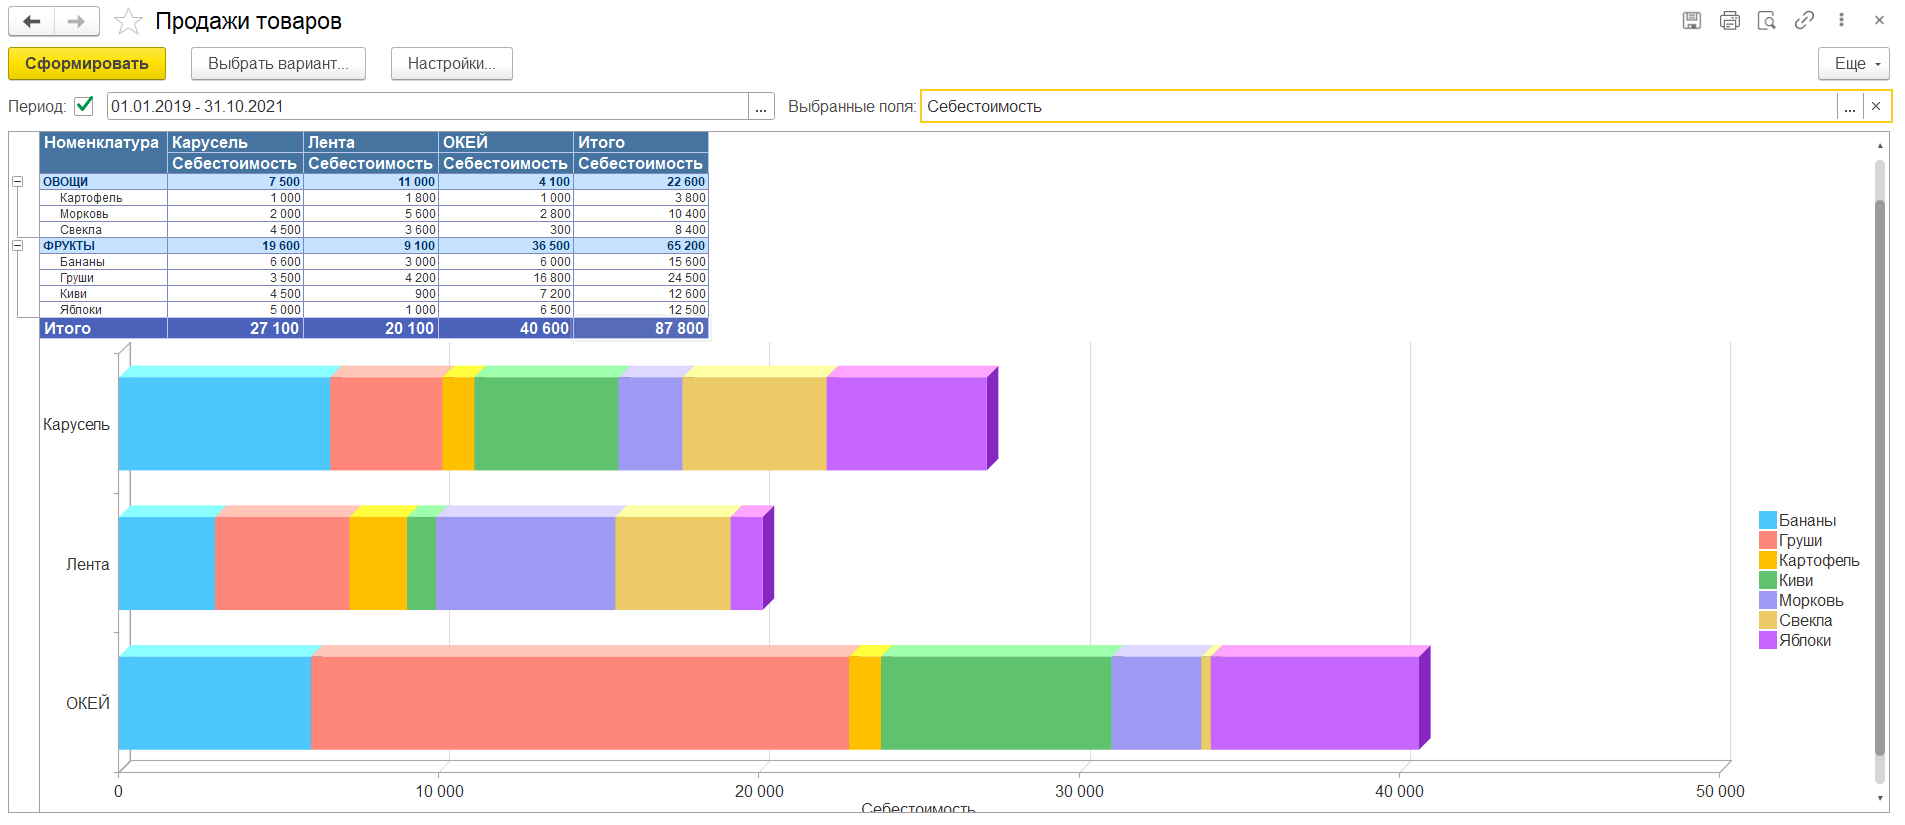 Продажи товаров
Сформировать Выбрать вариант... Настройки... Еще
Период: 01.01.2019 - 31.10.2021 ... Выбранные поля: Себестоимость ... ×
Номенклатура Карусель Лента ОКЕЙ Итого
Себестоимость Себестоимость Себестоимость Себестоимость
ОВОЩИ 7 500 11 000 4 100 22 600
Картофель 1 000 1 800 1 000 3 800
Морковь 2 000 5 600 2 800 10 400
Свекла 4 500 3 600 300 8 400
ФРУКТЫ 19 600 9 100 36 500 65 200
Бананы 6 600 3 000 6 000 15 600
Груши 3 500 4 200 16 800 24 500
Киви 4 500 900 7 200 12 600
Яблоки 5 000 1 000 6 500 12 500
Итого 27 100 20 100 40 600 87 800
Карусель
Лента
ОКЕЙ
0 10 000 20 000 30 000 40 000 50 000
Себестоимость
Бананы
Груши
Картофель
Киви
Морковь
Свекла
Яблоки